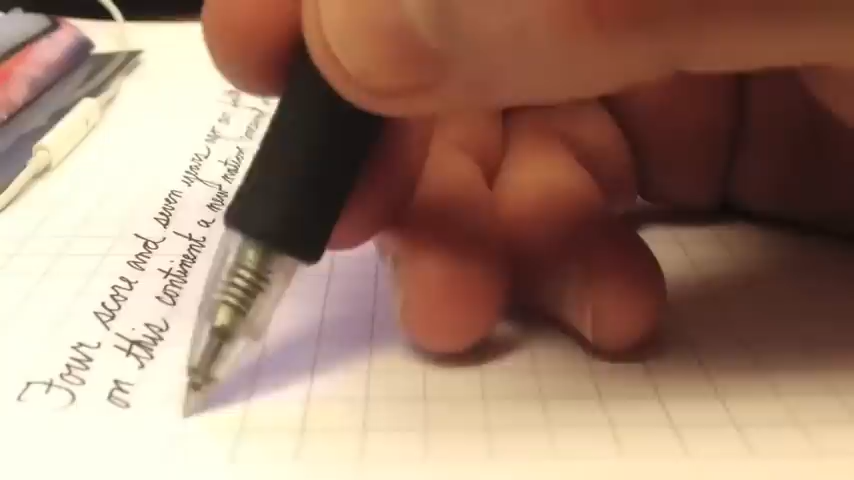 Four score and seven years ago
on this continent a new nation